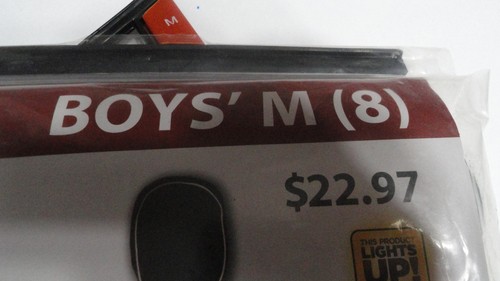 M
BOYS' M (8)
$22.97
THIS PRODUCT
LIGHTS
UP!